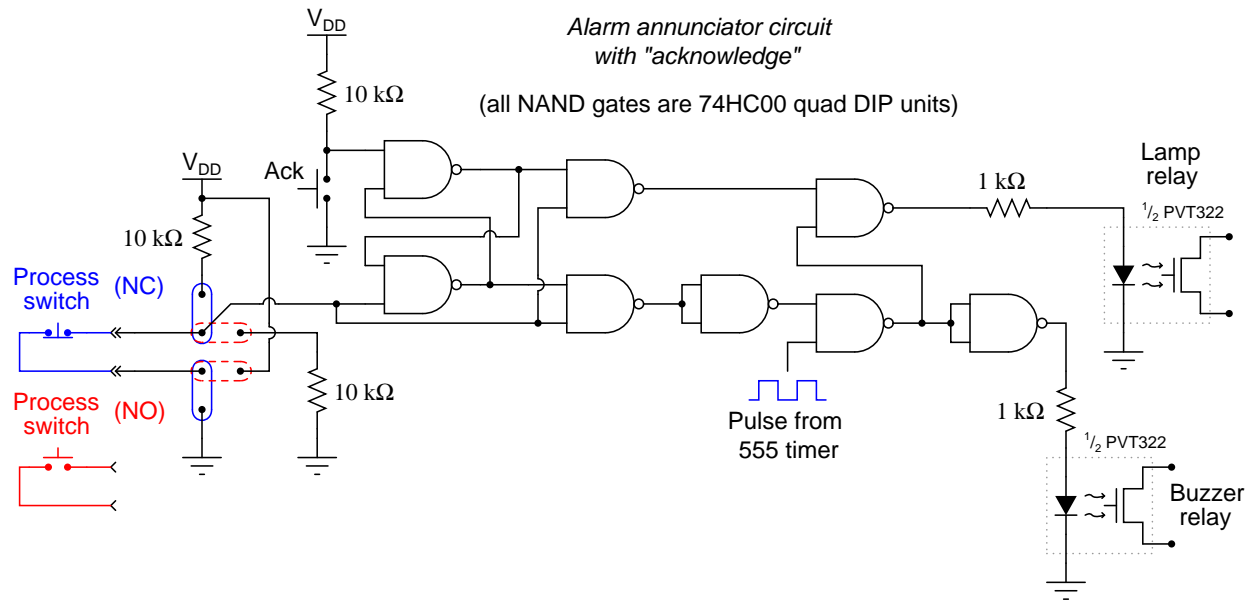 Alarm annunciator circuit
with "acknowledge"
(all NAND gates are 74HC00 quad DIP units)
VDD
10 kΩ
Ack
VDD
10 kΩ
Process
switch
(NC)
Process
switch
(NO)
10 kΩ
Pulse from
555 timer
1 kΩ
Lamp
relay
1/2 PVT322
1 kΩ
1/2 PVT322
Buzzer
relay